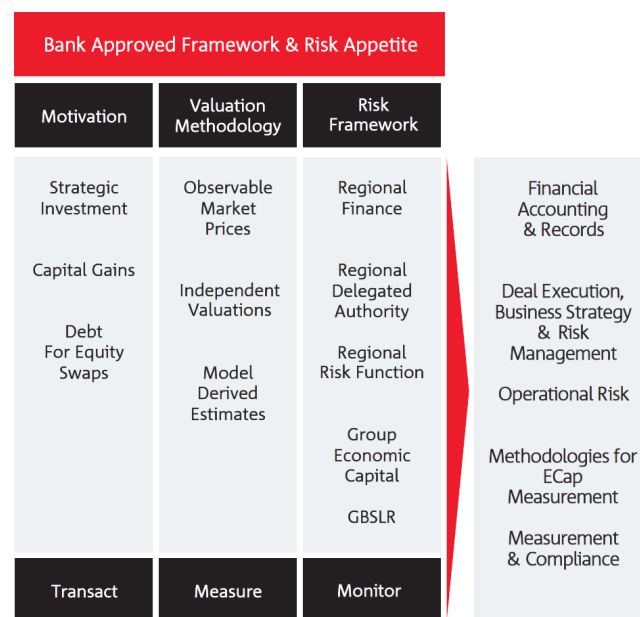 Bank Approved Framework & Risk Appetite
Motivation
Valuation
Methodology
Risk
Framework
Strategic
Investment
Capital Gains
Debt
For Equity
Swaps
Transact
Observable
Market
Prices
Independent
Valuations
Model
Derived
Estimates
Measure
Regional
Finance
Regional
Delegated
Authority
Regional
Risk Function
Group
Economic
Capital
GBSLR
Monitor
Financial
Accounting
& Records
Deal Execution,
Business Strategy
& Risk
Management
Operational Risk
Methodologies for
ECap
Measurement
Measurement
& Compliance